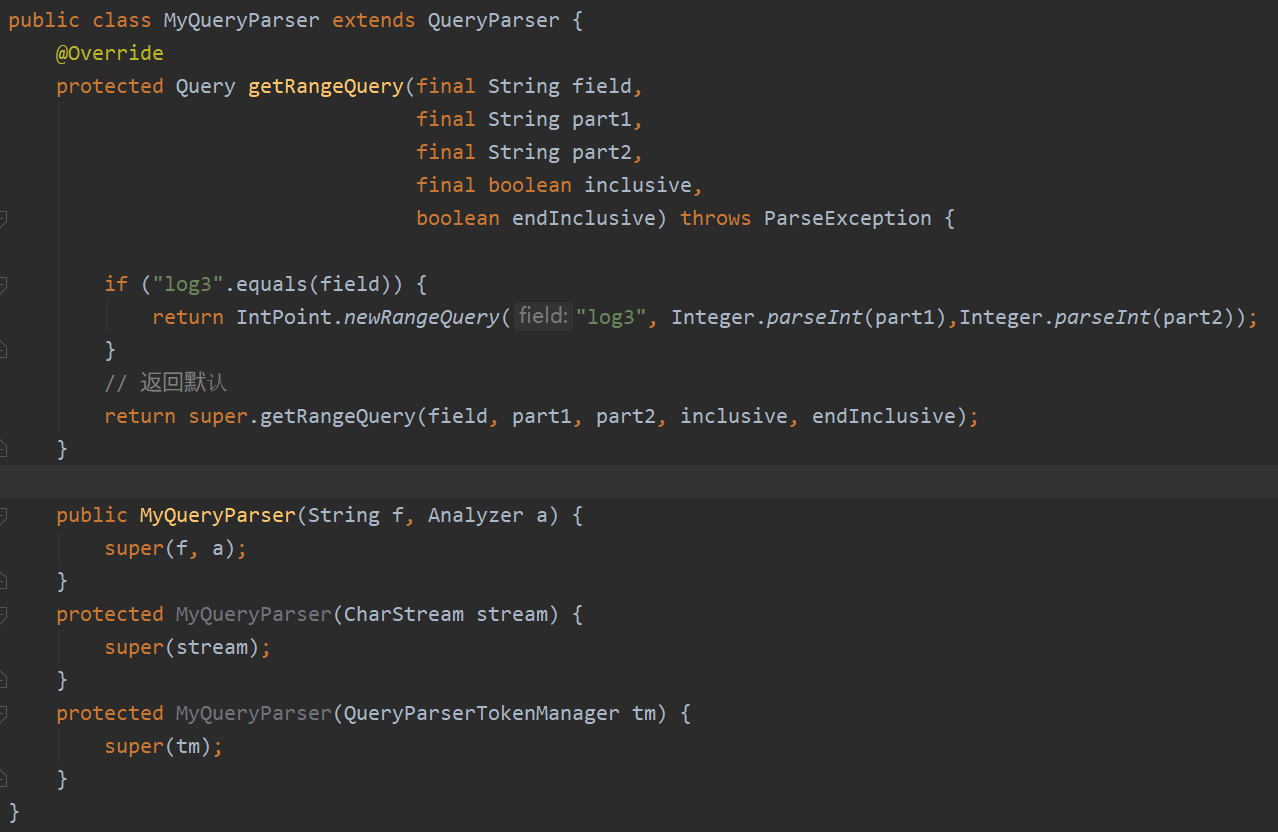 public class MyQueryParser extends QueryParser {
@Override
protected Query getRangeQuery(final String field,
final String part1,
final String part2,
final boolean inclusive,
boolean endInclusive) throws ParseException {
if ("log3".equals(field)) {
return IntPoint.newRangeQuery( field: "log3", Integer.parseInt(part1),Integer.parseInt(part2));
}
// 返回默认
return super.getRangeQuery(field, part1, part2, inclusive, endInclusive);
}
public MyQueryParser(String f, Analyzer a) {
super(f, a);
}
protected MyQueryParser(CharStream stream) {
super(stream);
}
protected MyQueryParser(QueryParserTokenManager tm) {
super(tm);
}
}